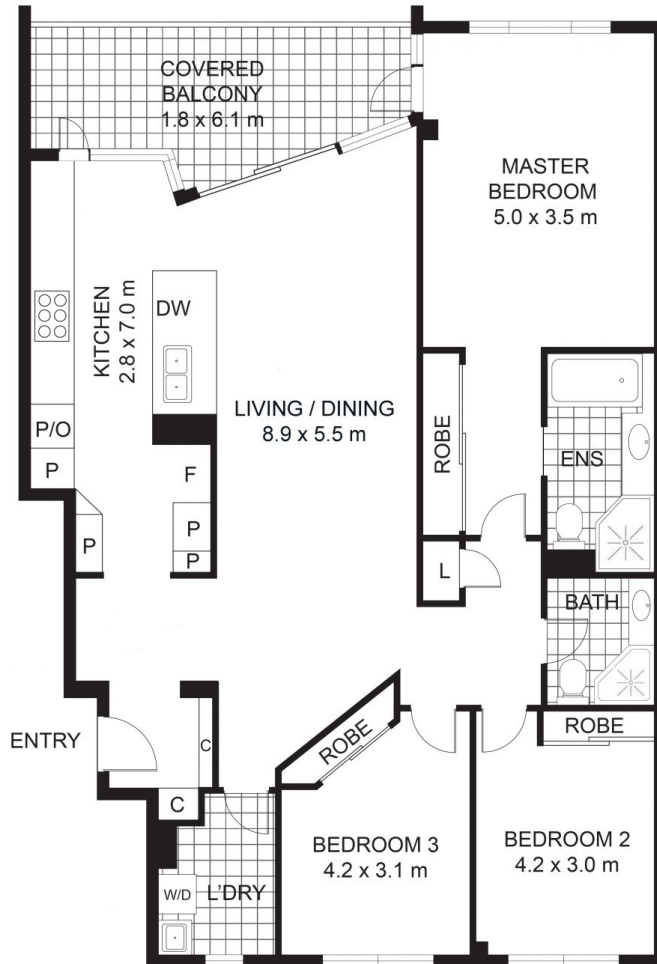 COVERED
BALCONY
1.8 x 6.1 m
MASTER
BEDROOM
5.0 x 3.5 m
KITCHEN
2.8 x 7.0 m
DW
LIVING / DINING
8.9 x 5.5 m
P/O
P
F
P
P
P
ROBE
ENS
L
BATH
ENTRY
C
C
ROBE
ROBE
BEDROOM 3
4.2 x 3.1 m
BEDROOM 2
4.2 x 3.0 m
W/D
L'DRY